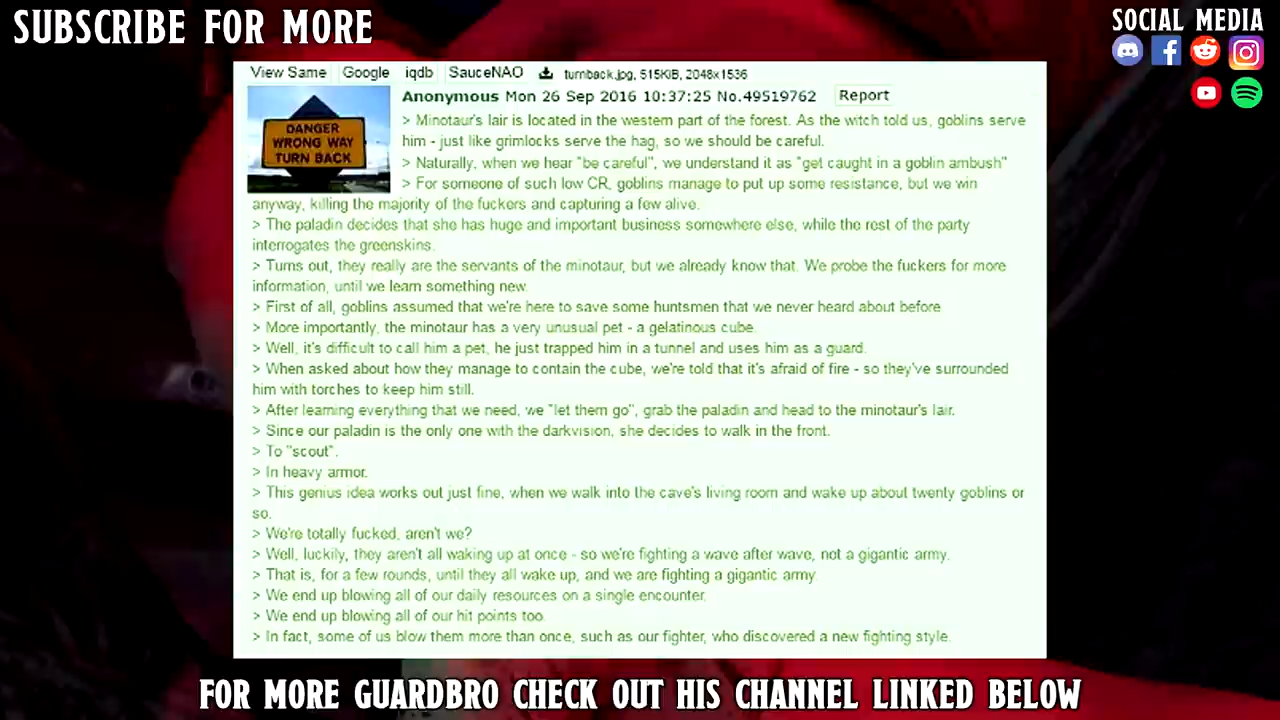 SUBSCRIBE FOR MORE
SOCIAL MEDIA
View Same Google iqdb SauceNAO turnback.jpg, 515KiB, 2048x1536
Anonymous Mon 26 Sep 2016 10:37:25 No.49519762 Report
DANGER
WRONG WAY
TURN BACK
> Minotaur's lair is located in the western part of the forest. As the witch told us, goblins serve
him - just like grimlocks serve the hag, so we should be careful.
> Naturally, when we hear "be careful", we understand it as "get caught in a goblin ambush"
> For someone of such low CR, goblins manage to put up some resistance, but we win
anyway, killing the majority of the fuckers and capturing a few alive.
> The paladin decides that she has huge and important business somewhere else, while the rest of the party
interrogates the greenskins.
> Turns out, they really are the servants of the minotaur, but we already know that. We probe the fuckers for more
information, until we learn something new.
> First of all, goblins assumed that we're here to save some huntsmen that we never heard about before
> More importantly, the minotaur has a very unusual pet - a gelatinous cube.
> Well, it's difficult to call him a pet, he just trapped him in a tunnel and uses him as a guard.
> When asked about how they manage to contain the cube, we're told that it's afraid of fire - so they've surrounded
him with torches to keep him still.
> After learning everything that we need, we "let them go", grab the paladin and head to the minotaur's lair.
> Since our paladin is the only one with the darkvision, she decides to walk in the front.
> To "scout".
> In heavy armor.
> This genius idea works out just fine, when we walk into the cave's living room and wake up about twenty goblins or
so.
> We're totally fucked, aren't we?
> Well, luckily, they aren't all waking up at once - so we're fighting a wave after wave, not a gigantic army.
> That is, for a few rounds, until they all wake up, and we are fighting a gigantic army.
> We end up blowing all of our daily resources on a single encounter.
> We end up blowing all of our hit points too.
> In fact, some of us blow them more than once, such as our fighter, who discovered a new fighting style.
FOR MORE GUARDBRO CHECK OUT HIS CHANNEL LINKED BELOW